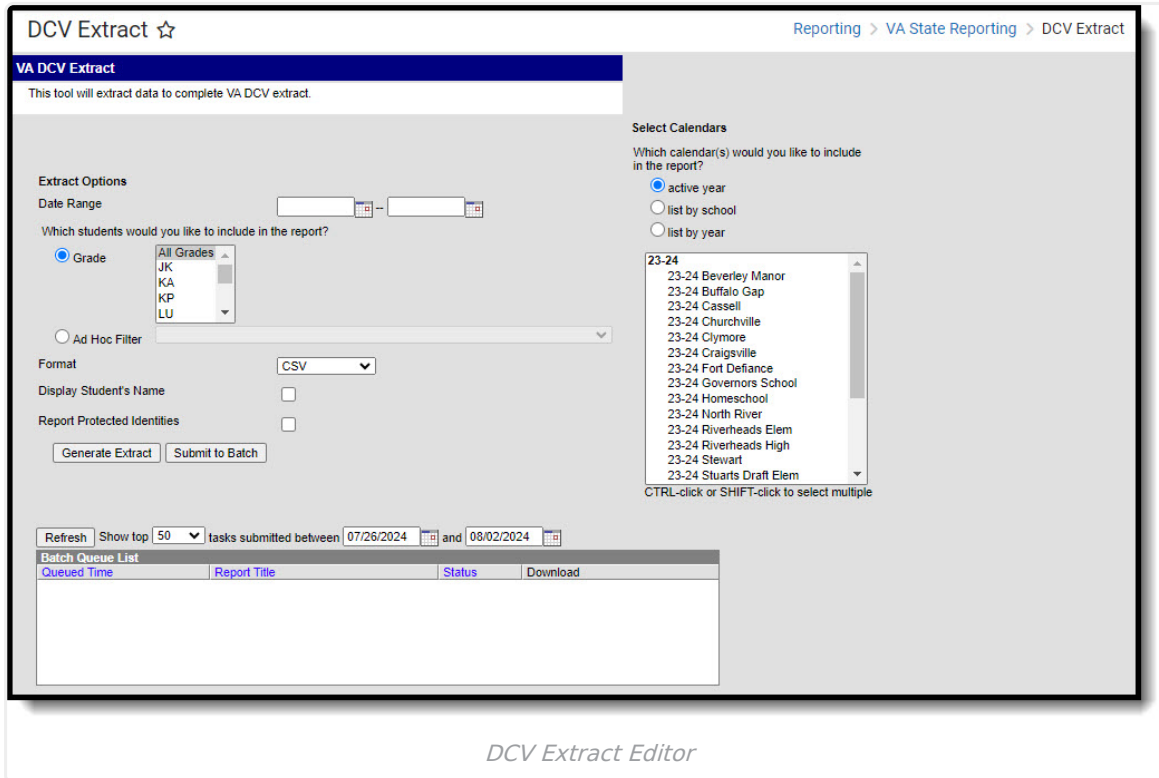 DCV Extract ☆
Reporting > VA State Reporting > DCV Extract
VA DCV Extract
This tool will extract data to complete VA DCV extract.
Extract Options
Date Range
--
Which students would you like to include in the report?
Grade
All Grades
JK
KA
KP
LU
Ad Hoc Filter
Format
CSV
Display Student's Name
Report Protected Identities
Generate Extract Submit to Batch
Select Calendars
Which calendar(s) would you like to include
in the report?
active year
list by school
list by year
23-24
23-24 Beverley Manor
23-24 Buffalo Gap
23-24 Cassell
23-24 Churchville
23-24 Clymore
23-24 Craigsville
23-24 Fort Defiance
23-24 Governors School
23-24 Homeschool
23-24 North River
23-24 Riverheads Elem
23-24 Riverheads High
23-24 Stewart
23-24 Stuarts Draft Elem
CTRL-click or SHIFT-click to select multiple
Refresh Show top 50 tasks submitted between 07/26/2024 and 08/02/2024
Batch Queue List
Queued Time Report Title Status Download
DCV Extract Editor